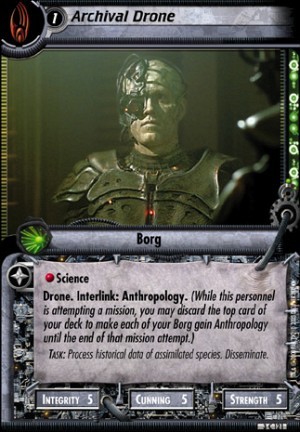 1 Archival Drone
Borg
Science
Drone. Interlink: Anthropology. (While this personnel
is attempting a mission, you may discard the top card of
your deck to make each of your Borg gain Anthropology
until the end of that mission attempt.)
TASK: Process historical data of assimilated species. Disseminate.
INTEGRITY 5 CUNNING 5 STRENGTH 5